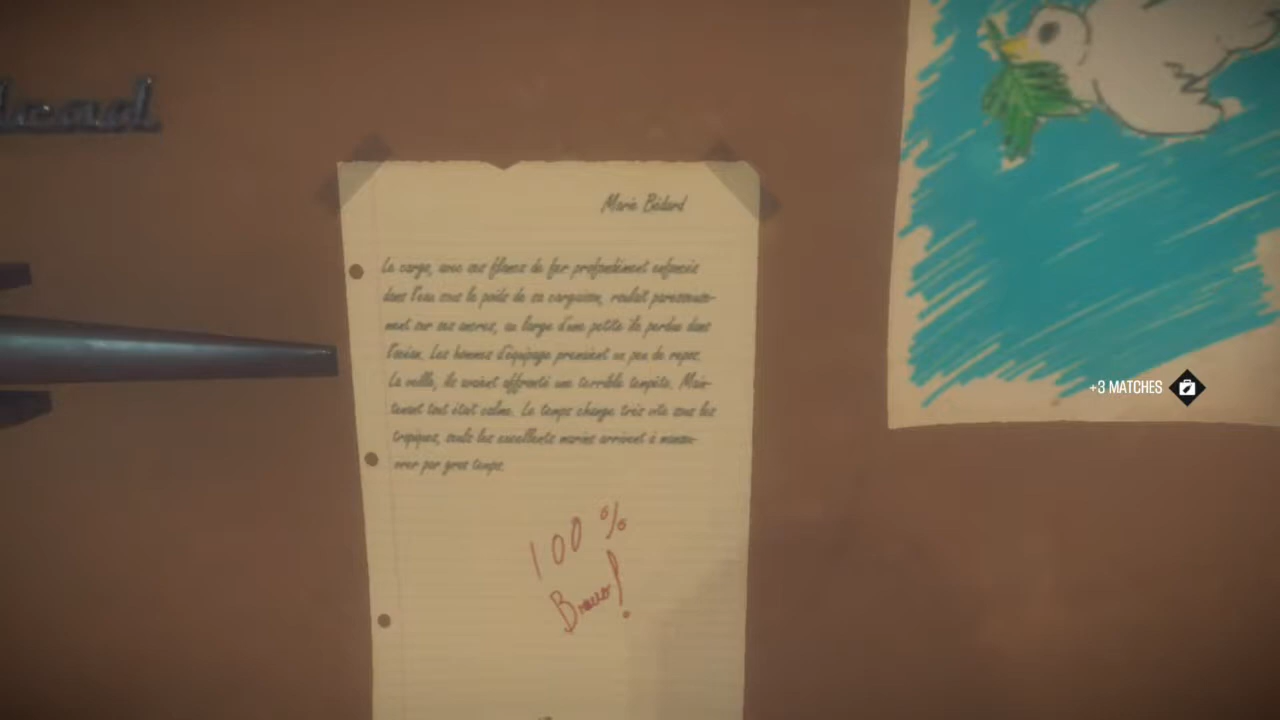 Marie Bédard
Le cargo, avec ses flancs de fer profondément enfoncés
dans l'eau sous le poids de sa cargaison, roulait paresseuse-
ment sur ses ancres, au large d'une petite île perdue dans
l'océan. Les hommes d'équipage prenaient un peu de repos.
La veille, ils avaient affronté une terrible tempête. Main-
tenant tout était calme. Le temps change très vite sous les
tropiques, seuls les excellents marins arrivent à manœu-
vrer par gros temps.
100 %
Bravo!
+3 MATCHES